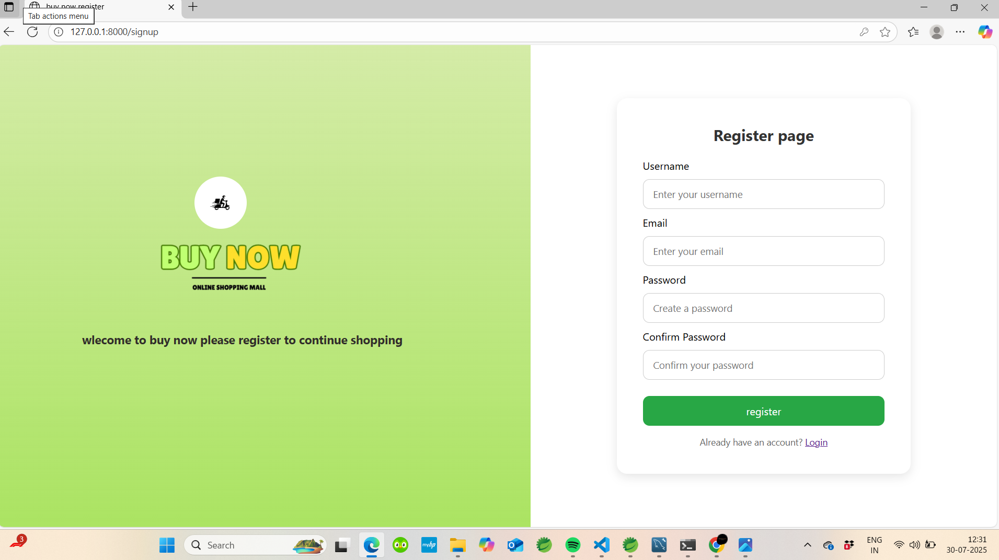 buy now register
Tab actions menu
127.0.0.1:8000/signup
BUY NOW
ONLINE SHOPPING MALL
wlecome to buy now please register to continue shopping
Register page
Username
Enter your username
Email
Enter your email
Password
Create a password
Confirm Password
Confirm your password
register
Already have an account? Login
3
Search
myhp
ENG
IN
12:31
30-07-2025